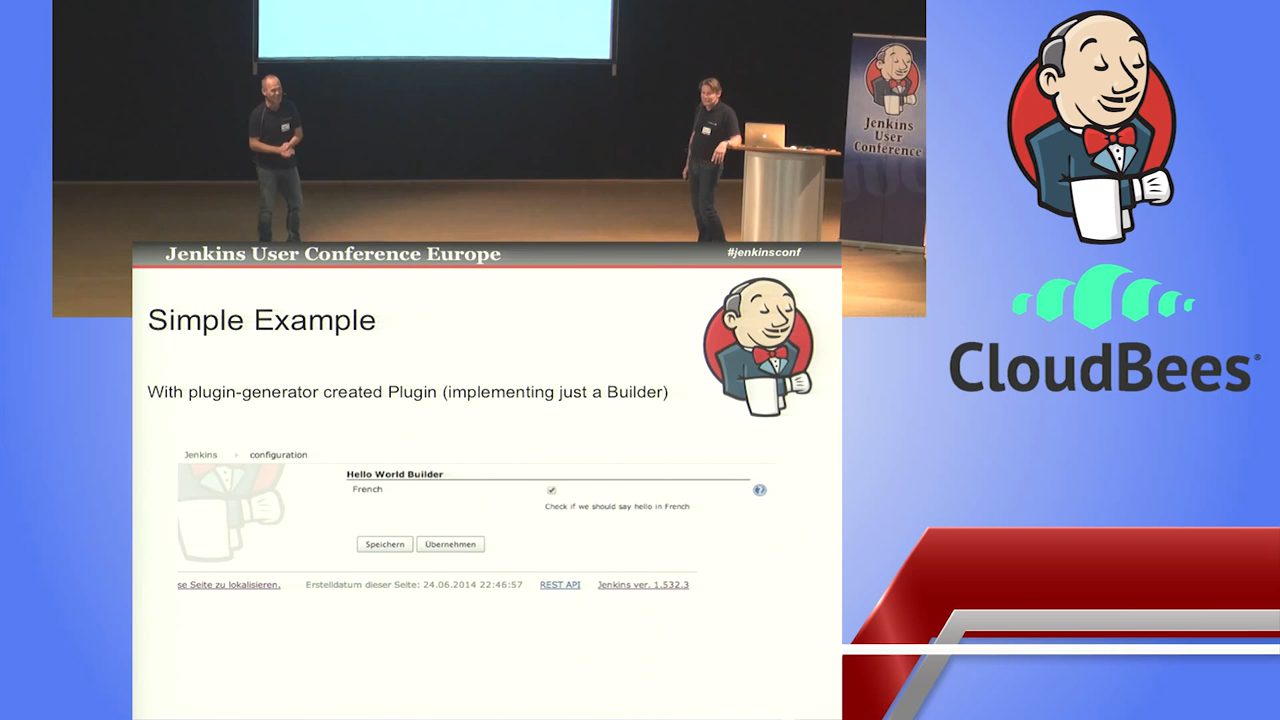 Jenkins
User
Conference
CloudBees
Jenkins User Conference Europe
#jenkinsconf
Simple Example
With plugin-generator created Plugin (implementing just a Builder)
Jenkins › configuration
Hello World Builder
French
Check if we should say hello in French
Speichern Übernehmen
se Seite zu lokalisieren. Erstelldatum dieser Seite: 24.06.2014 22:46:57 REST API Jenkins ver. 1.532.3